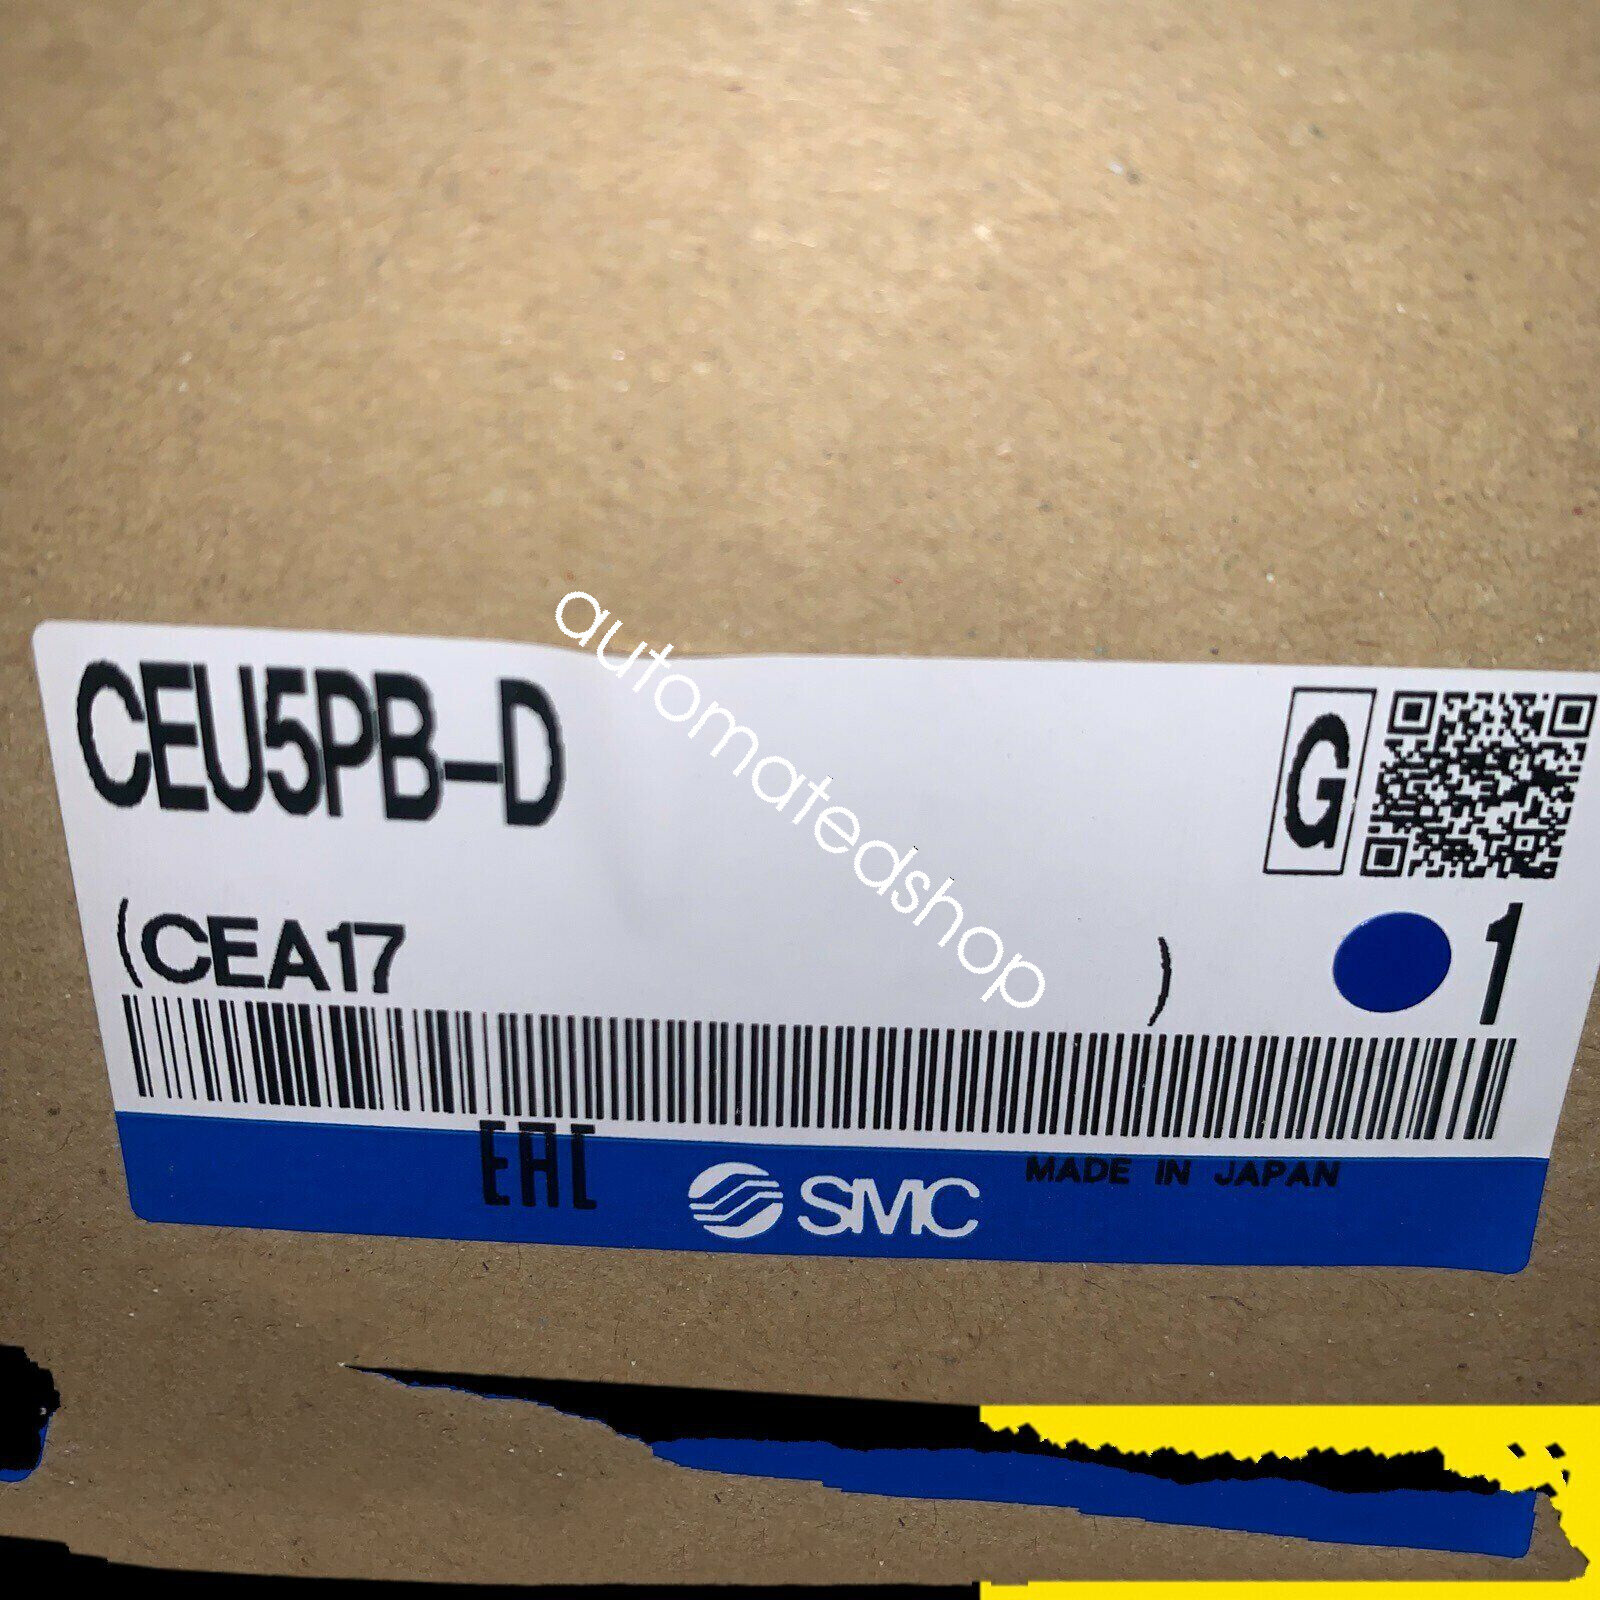 CEU5PB-D
G
(CEA17 )
1
EAC
SMC
MADE IN JAPAN
automatedshop